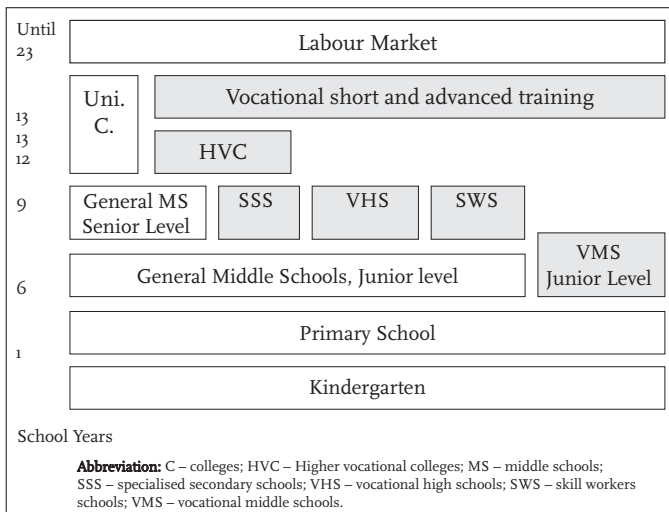 Until
23
Labour Market
Uni.
C.
Vocational short and advanced training
13
13
12
HVC
9
General MS
Senior Level
SSS
VHS
SWS
VMS
Junior Level
General Middle Schools, Junior level
6
Primary School
1
Kindergarten
School Years
Abbreviation: C – colleges; HVC – Higher vocational colleges; MS – middle schools;
SSS – specialised secondary schools; VHS – vocational high schools; SWS – skill workers
schools; VMS – vocational middle schools.